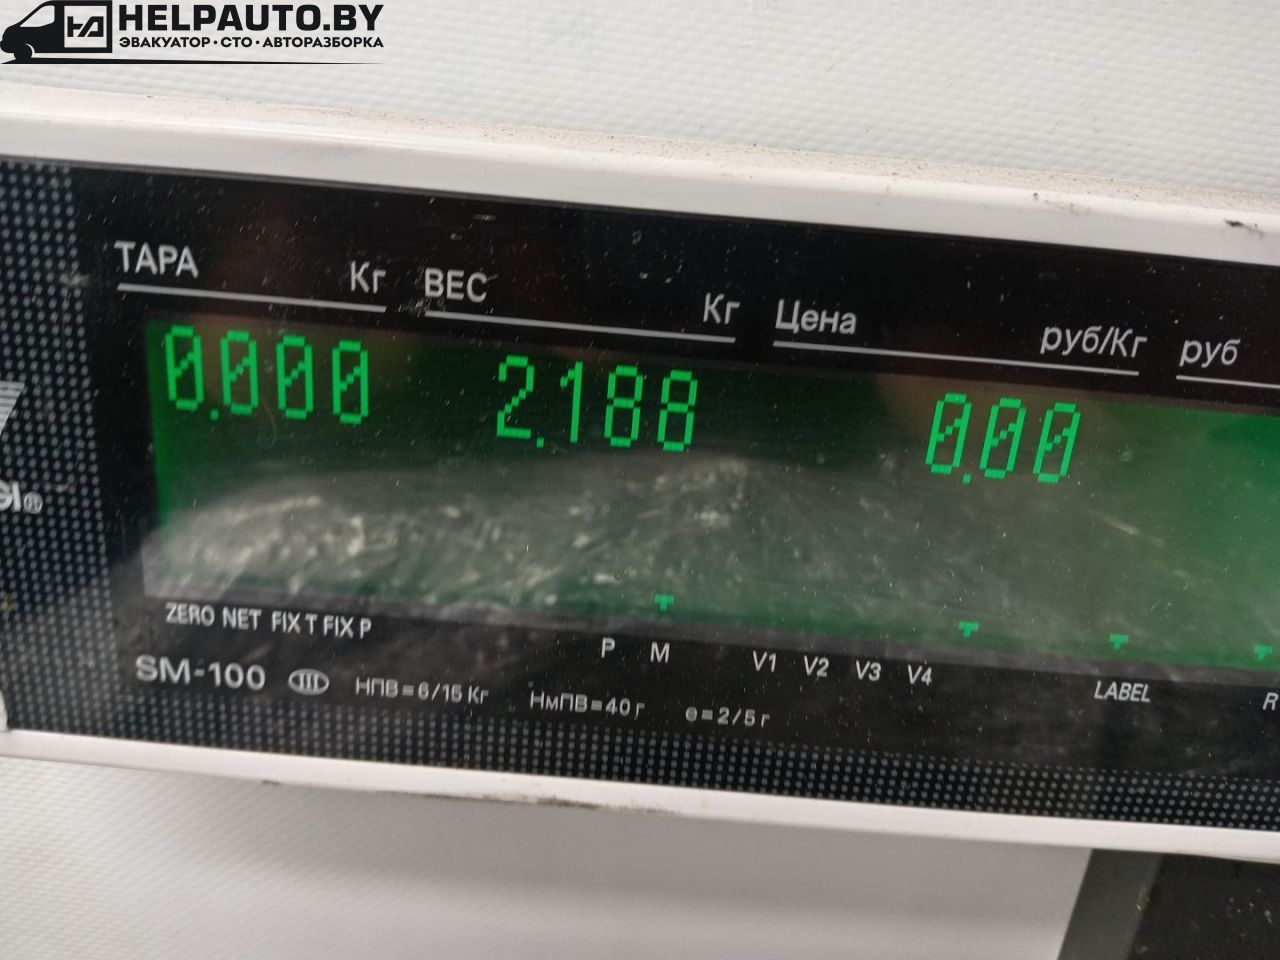 HELPAUTO.BY
ЭВАКУАТОР · СТО · АВТОРАЗБОРКА
ТАРА Кг ВЕС Кг Цена руб/Кг руб
0.000 2.188 0.00
ZERO NET FIX T FIX P P M V1 V2 V3 V4 LABEL R
SM-100 III НПВ=6/15 Кг НмПВ=40 г e=2/5 г